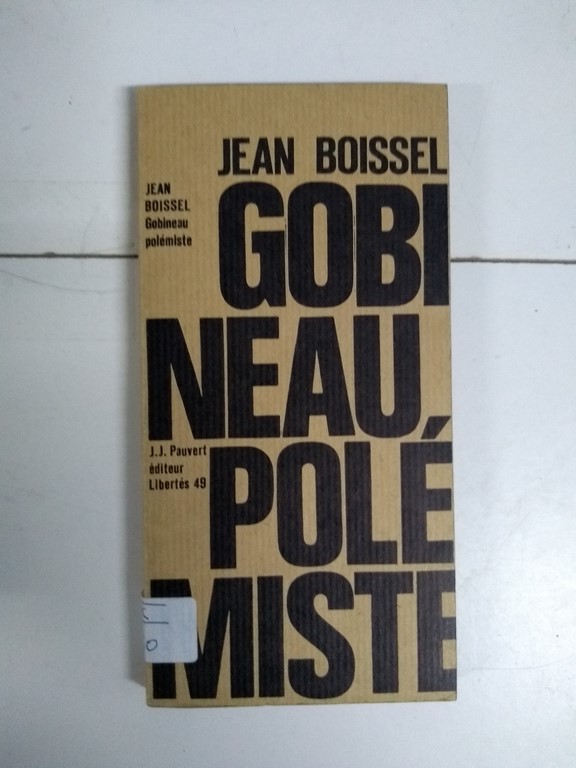 JEAN BOISSEL
JEAN
BOISSEL
Gobineau
polémiste
GOBI
NEAU,
POLÉ
MISTE
J.J. Pauvert
éditeur
Libertés 49